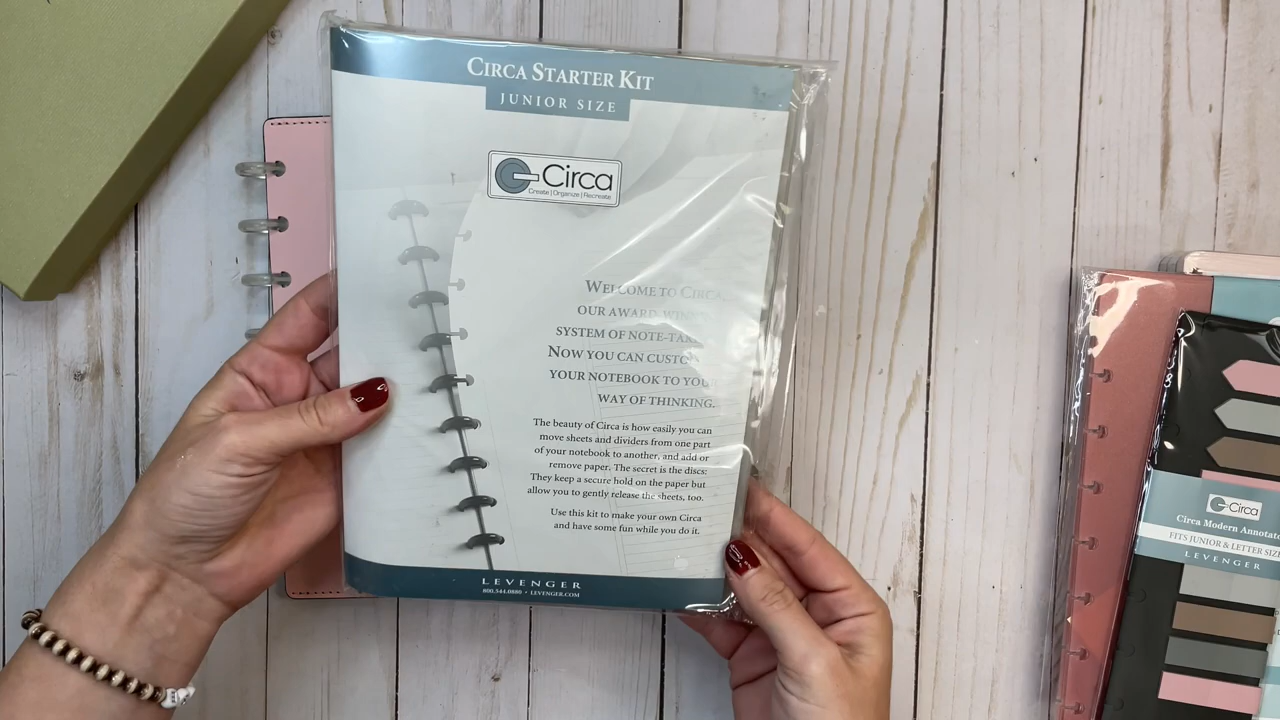 CIRCA STARTER KIT
JUNIOR SIZE
Circa
Create | Organize | Recreate
WELCOME TO CIRCA
OUR AWARD-WINN
SYSTEM OF NOTE-TAK
NOW YOU CAN CUSTO
YOUR NOTEBOOK TO YOU
WAY OF THINKING.
The beauty of Circa is how easily you can
move sheets and dividers from one part
of your notebook to another, and add or
remove paper. The secret is the discs:
They keep a secure hold on the paper but
allow you to gently release the sheets, too.
Use this kit to make your own Circa
and have some fun while you do it.
LEVENGER
800.544.0880 • LEVENGER.COM
Circa
Circa Modern Annotato
FITS JUNIOR & LETTER SIZE
LEVENGER